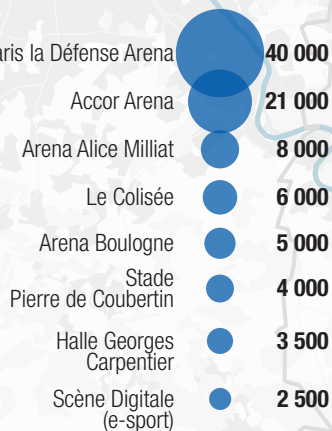 aris la Défense Arena 40 000
Accor Arena 21 000
Arena Alice Milliat 8 000
Le Colisée 6 000
Arena Boulogne 5 000
Stade
Pierre de Coubertin 4 000
Halle Georges
Carpentier 3 500
Scène Digitale
(e-sport) 2 500